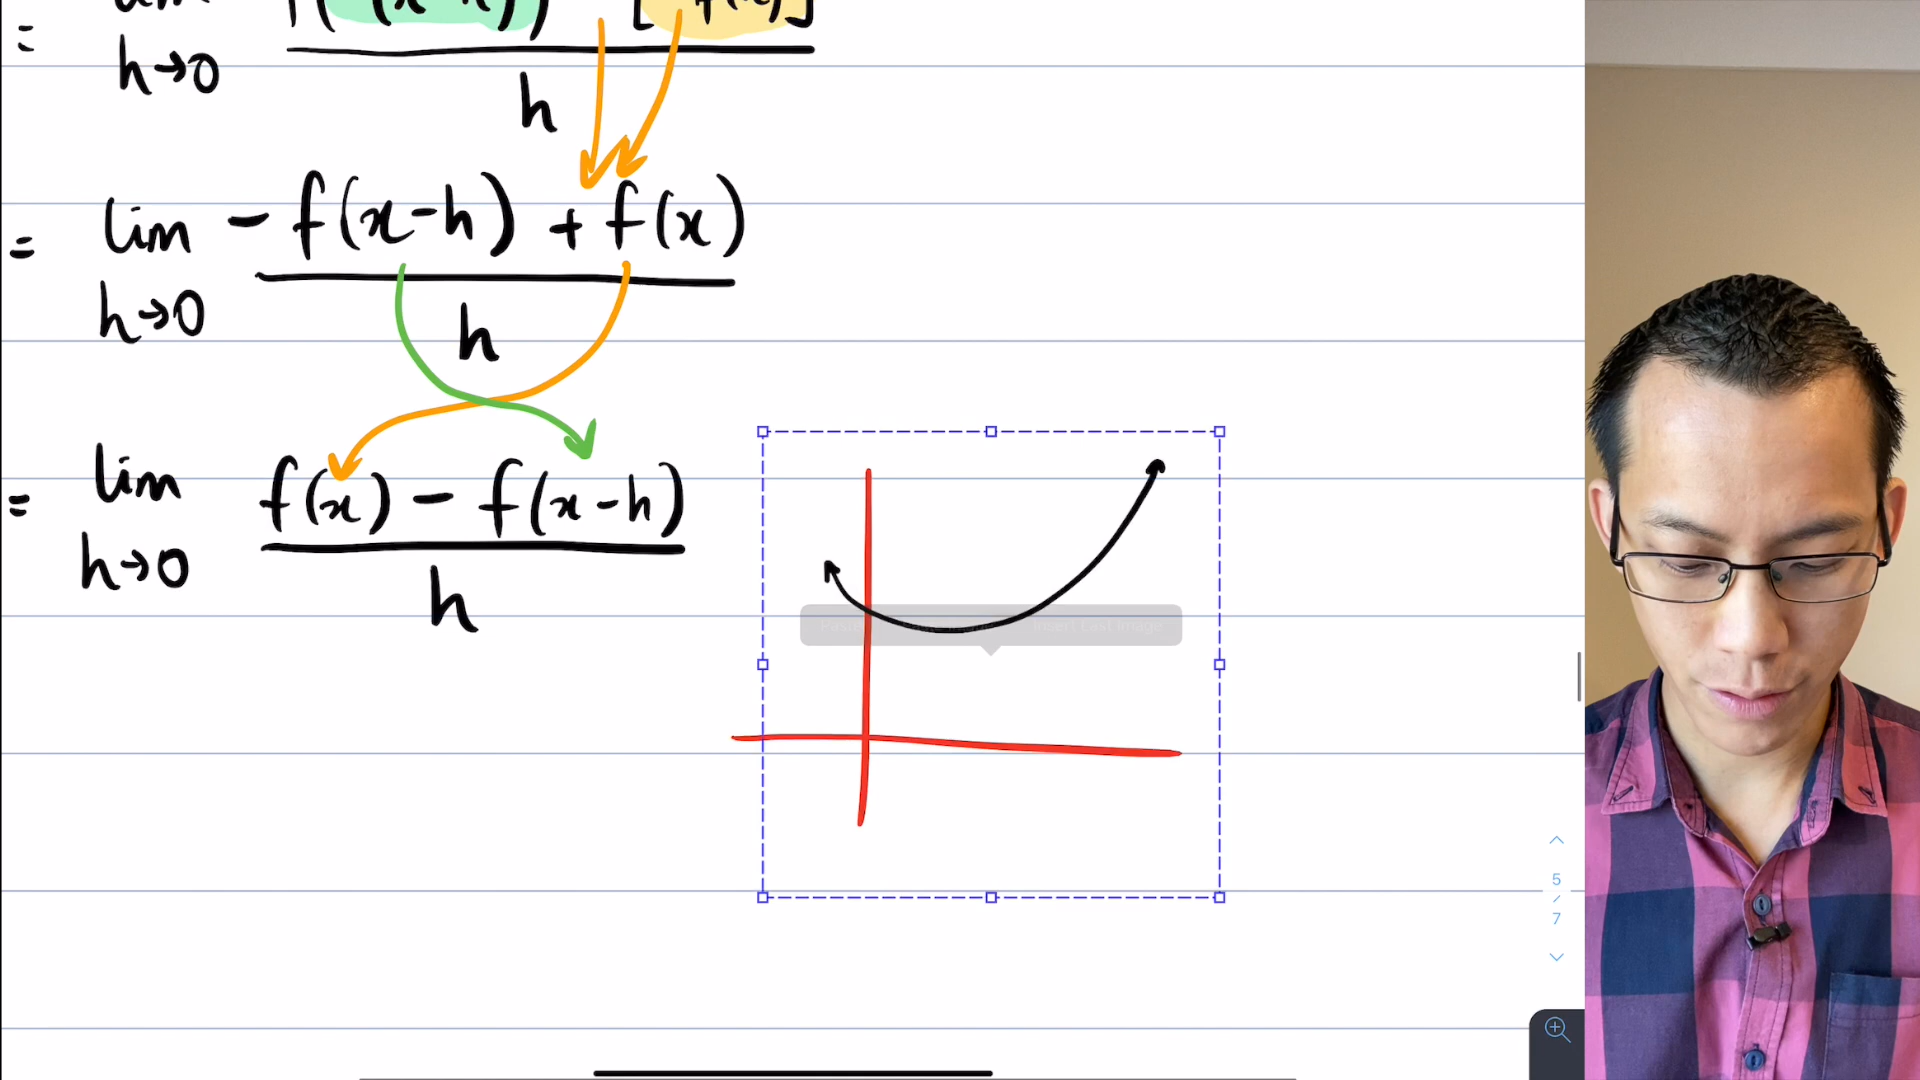 = h→0 h
= lim - f(x-h) + f(x)
h→0 h
= lim f(x) - f(x-h)
h→0 h
5
/
7